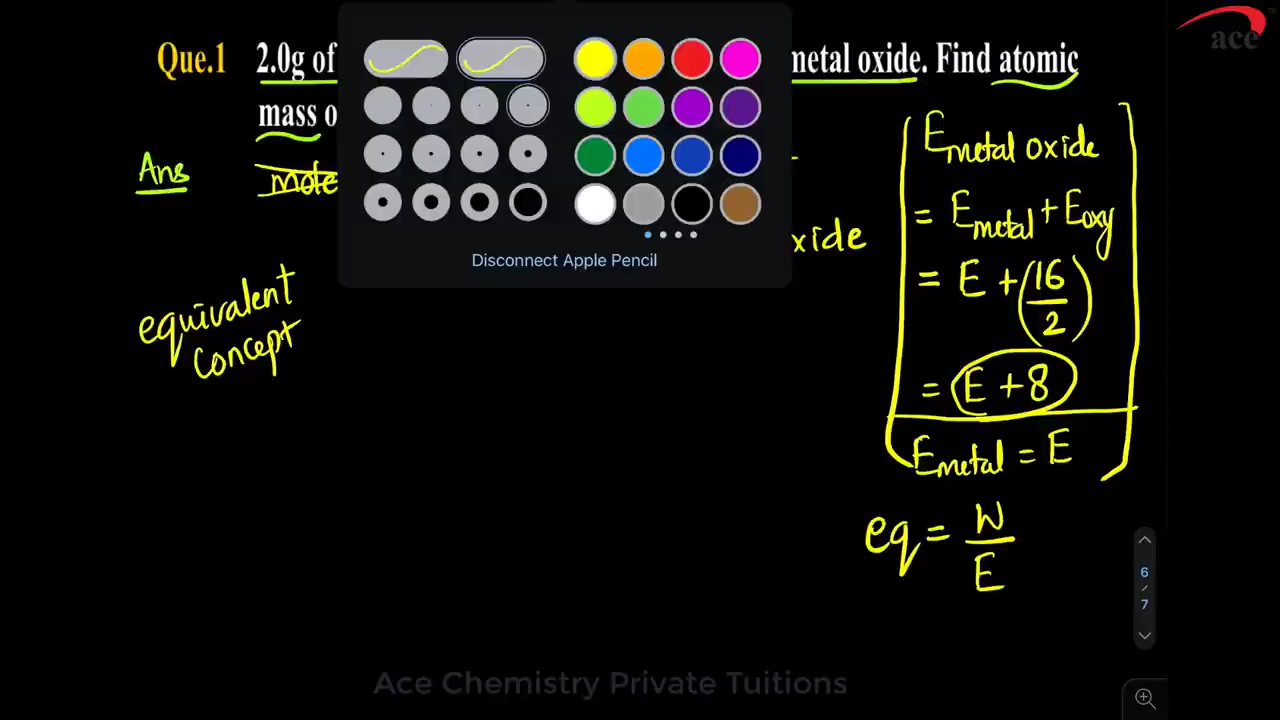 ace
Que.1 2.0g of metal oxide. Find atomic
mass o
Ans mole
xide
equivalent
concept
Disconnect Apple Pencil
E metal oxide
= E metal + E oxy
= E + (16/2)
= E + 8
E metal = E
eq = W/E
6
/
7
Ace Chemistry Private Tuitions